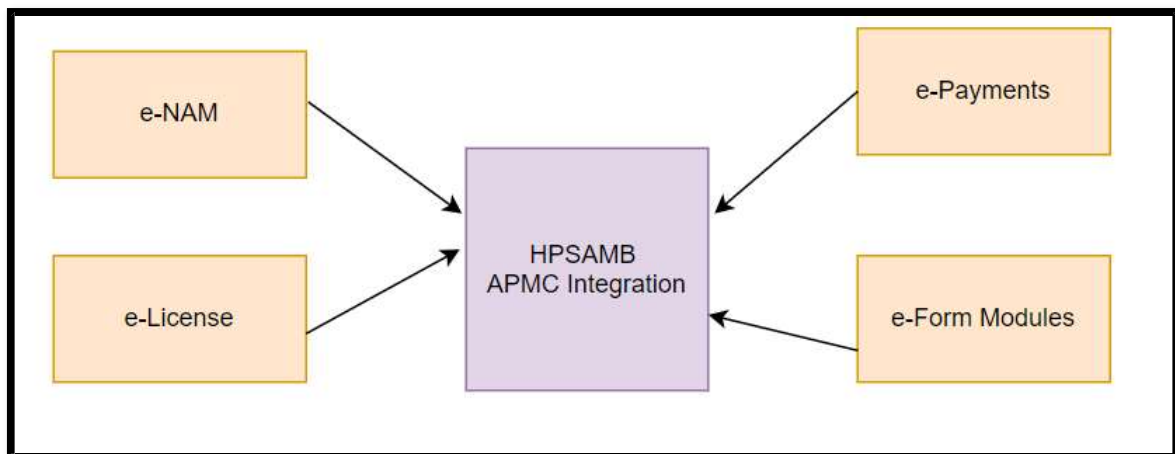 e-NAM
e-Payments
HPSAMB
APMC Integration
e-License
e-Form Modules